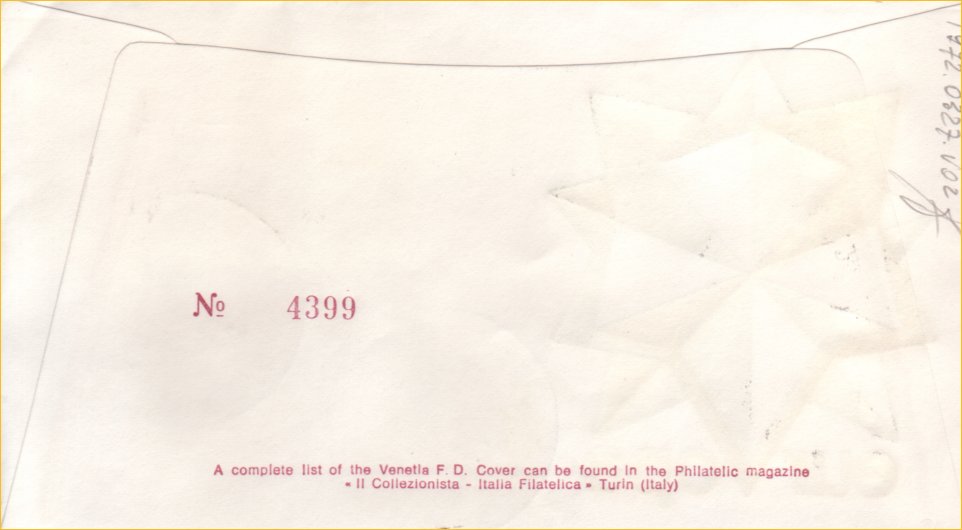 № 4399
A complete list of the Venetia F. D. Cover can be found in the Philatelic magazine
« Il Collezionista - Italia Filatelica » Turin (Italy)